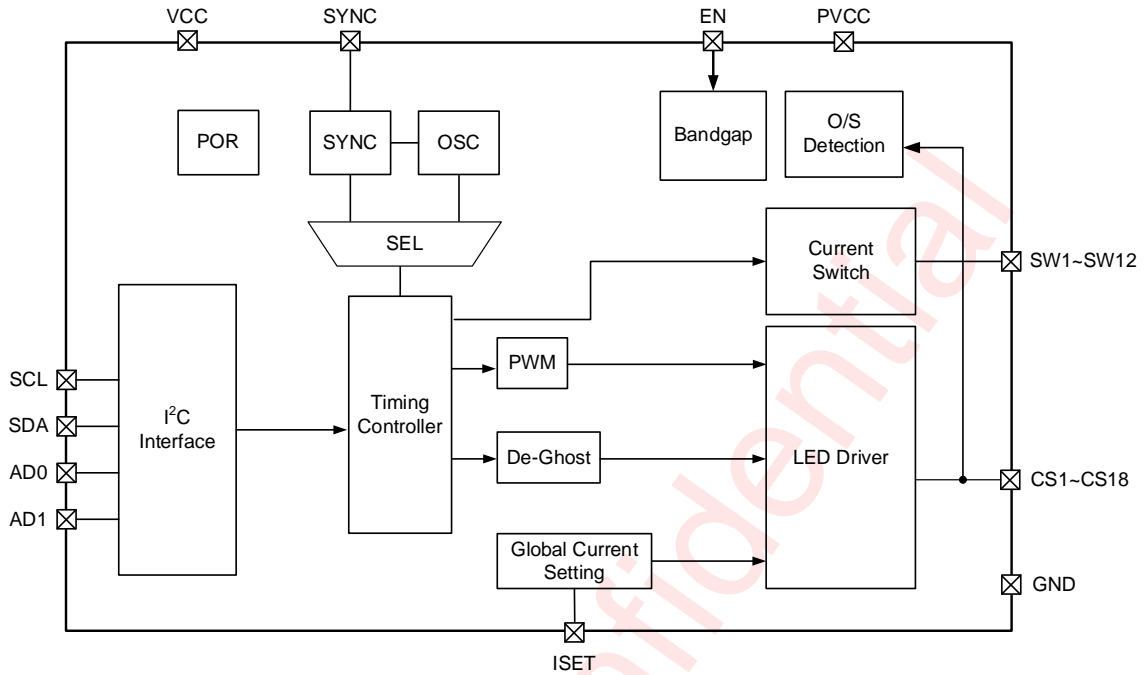 VCC
SYNC
EN
PVCC
POR
SYNC
OSC
Bandgap
O/S
Detection
SEL
Current
Switch
SW1~SW12
SCL
SDA
AD0
AD1
I²C
Interface
Timing
Controller
PWM
De-Ghost
LED Driver
CS1~CS18
Global Current
Setting
GND
ISET
nfidential